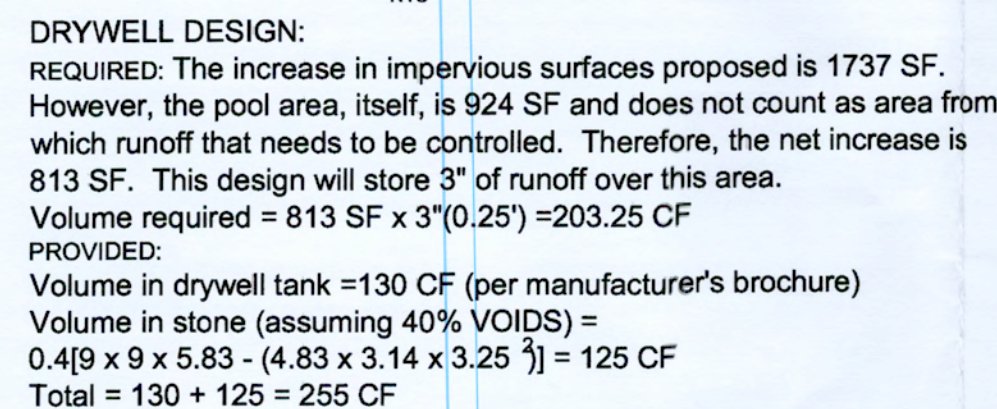 DRYWELL DESIGN:
REQUIRED: The increase in impervious surfaces proposed is 1737 SF.
However, the pool area, itself, is 924 SF and does not count as area from
which runoff that needs to be controlled. Therefore, the net increase is
813 SF. This design will store 3" of runoff over this area.
Volume required = 813 SF x 3"(0.25') =203.25 CF
PROVIDED:
Volume in drywell tank =130 CF (per manufacturer's brochure)
Volume in stone (assuming 40% VOIDS) =
0.4[9 x 9 x 5.83 - (4.83 x 3.14 x 3.25 ²)] = 125 CF
Total = 130 + 125 = 255 CF